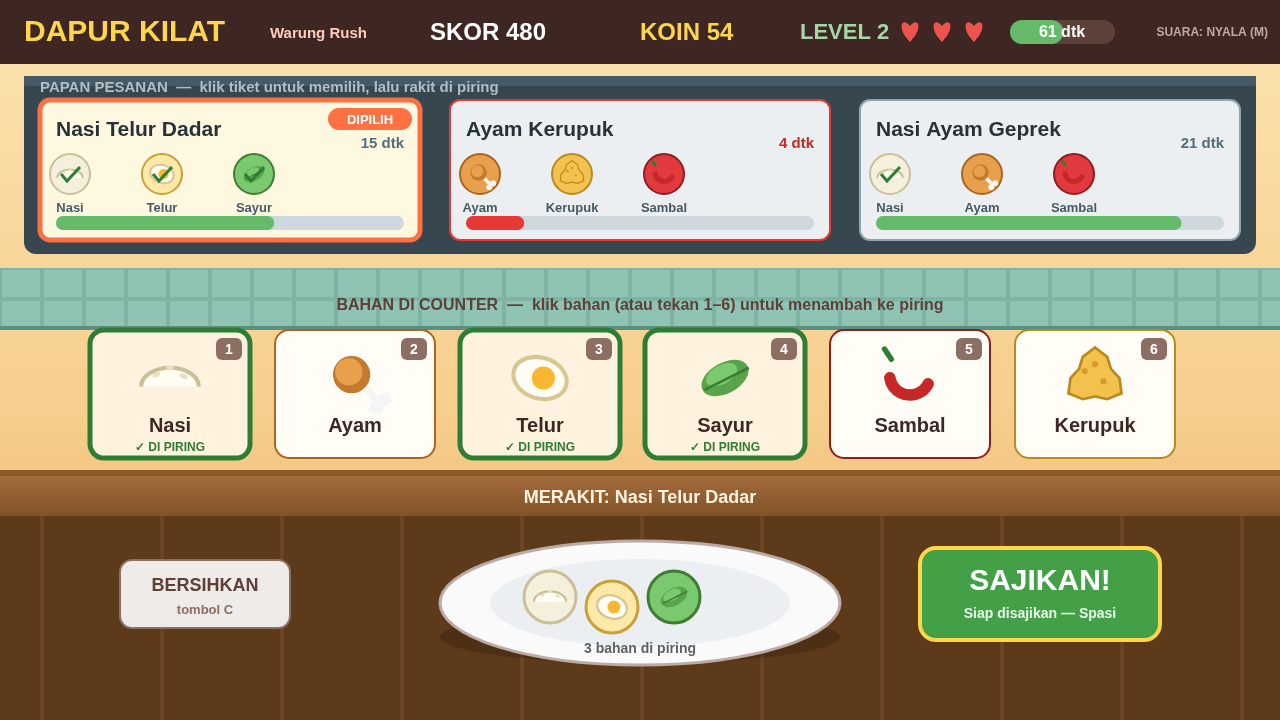 DAPUR KILAT
Warung Rush
SKOR 480
KOIN 54
LEVEL 2
61 dtk
SUARA: NYALA (M)
PAPAN PESANAN — klik tiket untuk memilih, lalu rakit di piring
Nasi Telur Dadar
DIPILIH
15 dtk
Nasi
Telur
Sayur
Ayam Kerupuk
4 dtk
Ayam
Kerupuk
Sambal
Nasi Ayam Geprek
21 dtk
Nasi
Ayam
Sambal
BAHAN DI COUNTER — klik bahan (atau tekan 1–6) untuk menambah ke piring
1
Nasi
✓ DI PIRING
2
Ayam
3
Telur
✓ DI PIRING
4
Sayur
✓ DI PIRING
5
Sambal
6
Kerupuk
MERAKIT: Nasi Telur Dadar
BERSIHKAN
tombol C
3 bahan di piring
SAJIKAN!
Siap disajikan — Spasi